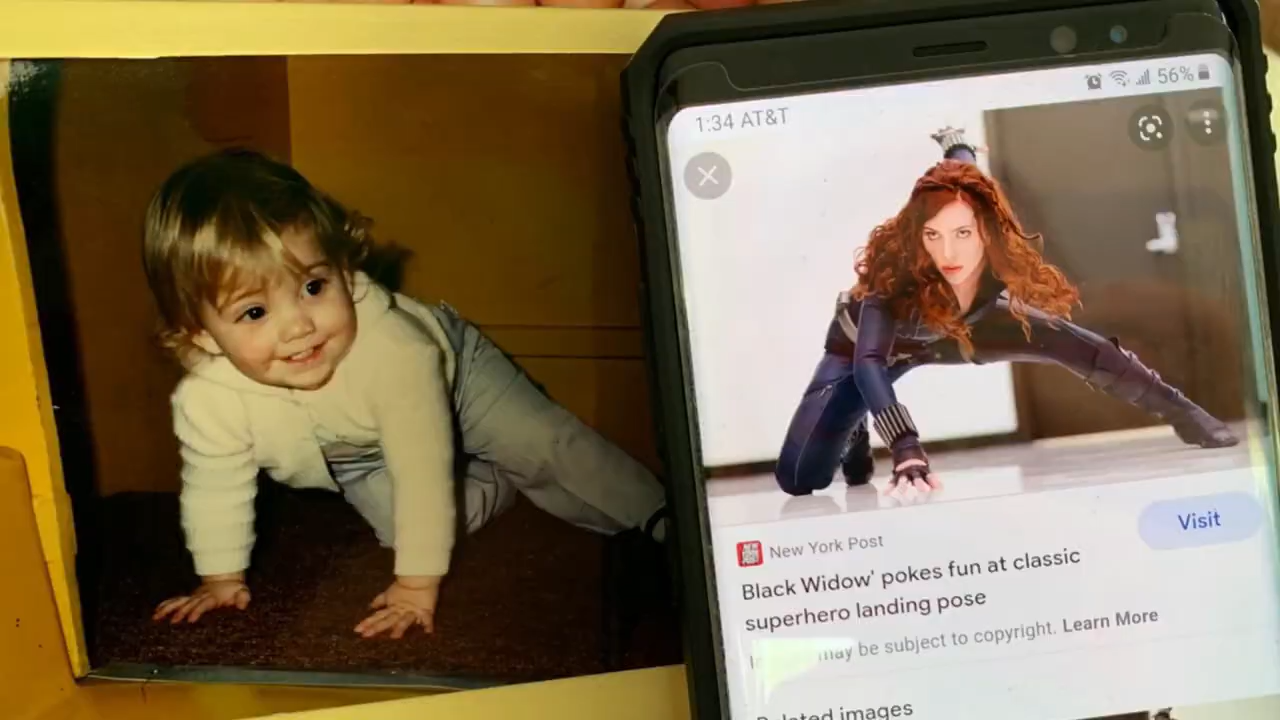 1:34 AT&T 56%
New York Post
Visit
Black Widow' pokes fun at classic
superhero landing pose
may be subject to copyright. Learn More
Related images